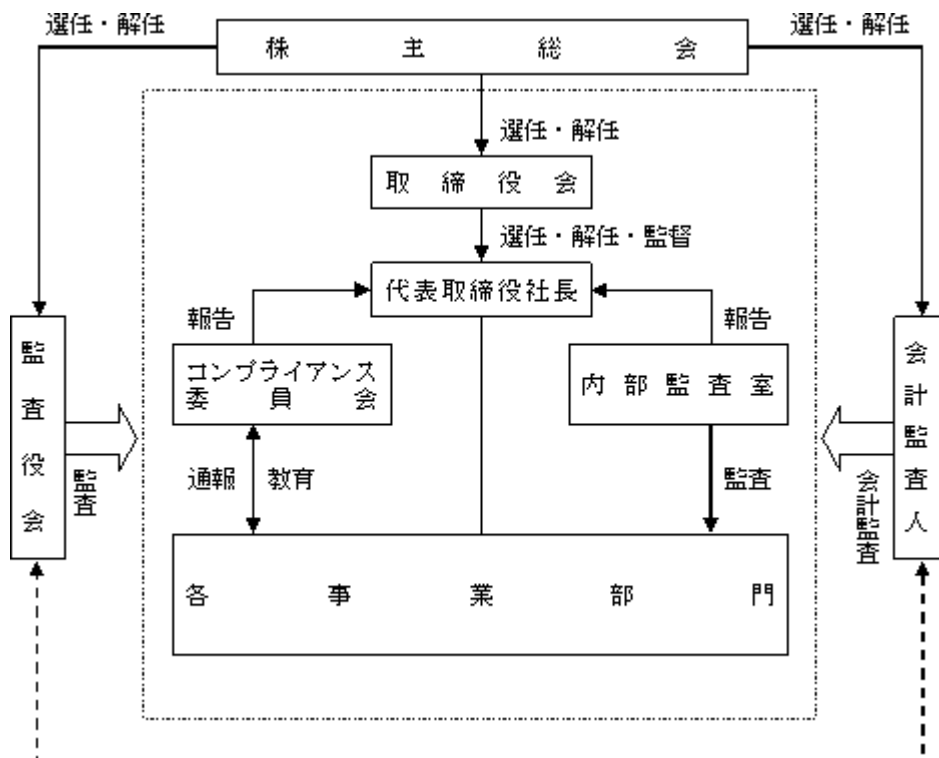 選任・解任
選任・解任
株主総会
選任・解任
取締役会
選任・解任・監督
代表取締役社長
報告
報告
監査役会
コンプライアンス
委員会
内部監査室
会計監査人
監査
通報
教育
監査
会計監査
各事業部門